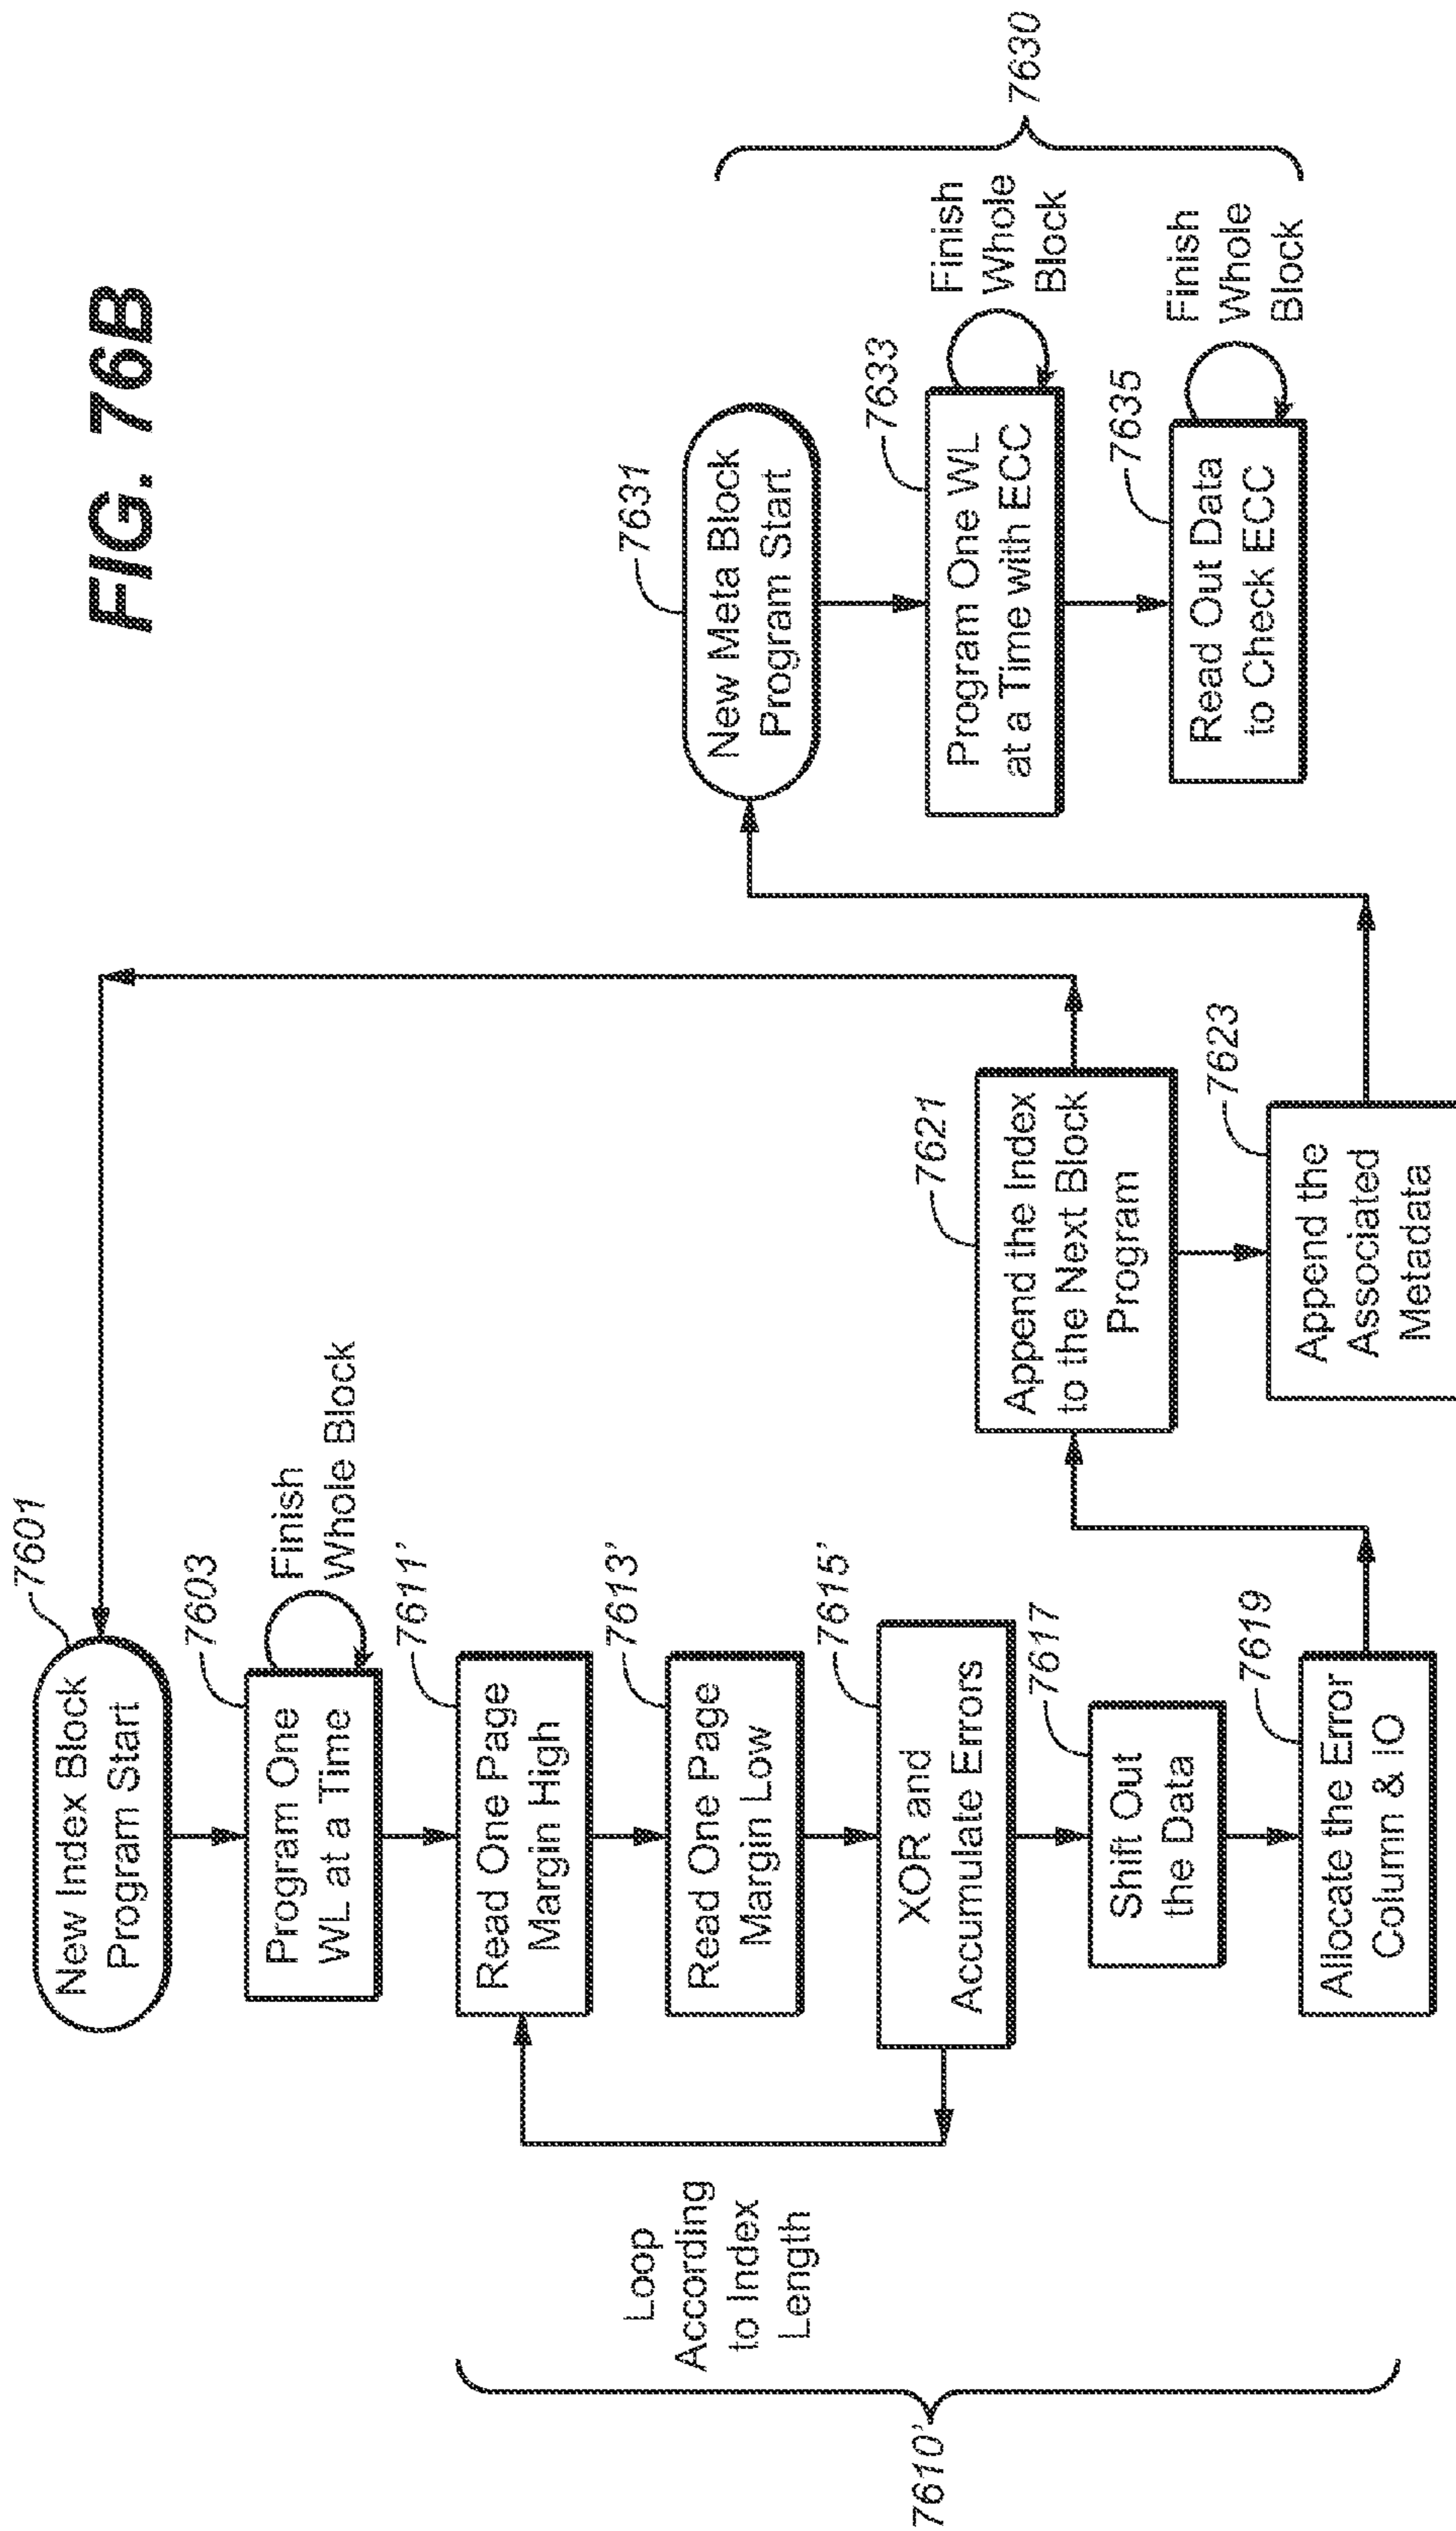 FIG. 76B
7601
New Index Block
Program Start
7603
Program One
WL at a Time
Finish
Whole Block
7611'
Read One Page
Margin High
7613'
Read One Page
Margin Low
7615'
XOR and
Accumulate Errors
Loop
According
to Index
Length
7610'
7617
Shift Out
the Data
7619
Allocate the Error
Column & IO
7621
Append the Index
to the Next Block
Program
7623
Append the
Associated
Metadata
7631
New Meta Block
Program Start
7633
Program One WL
at a Time with ECC
Finish
Whole
Block
7635
Read Out Data
to Check ECC
Finish
Whole
Block
7630